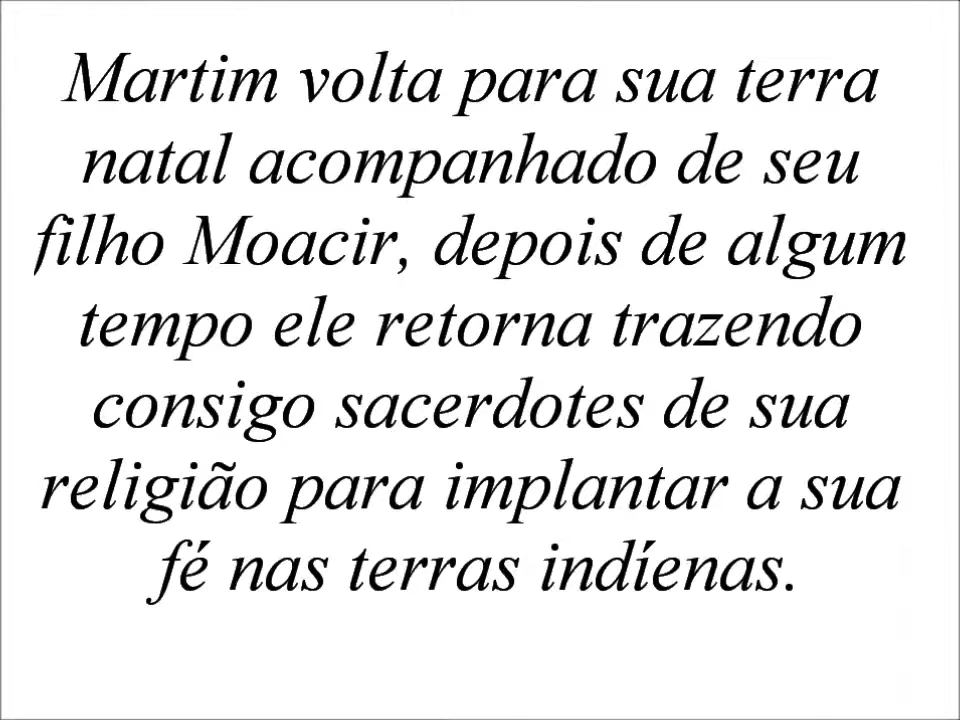 Martim volta para sua terra
natal acompanhado de seu
filho Moacir, depois de algum
tempo ele retorna trazendo
consigo sacerdotes de sua
religião para implantar a sua
fé nas terras indíenas.